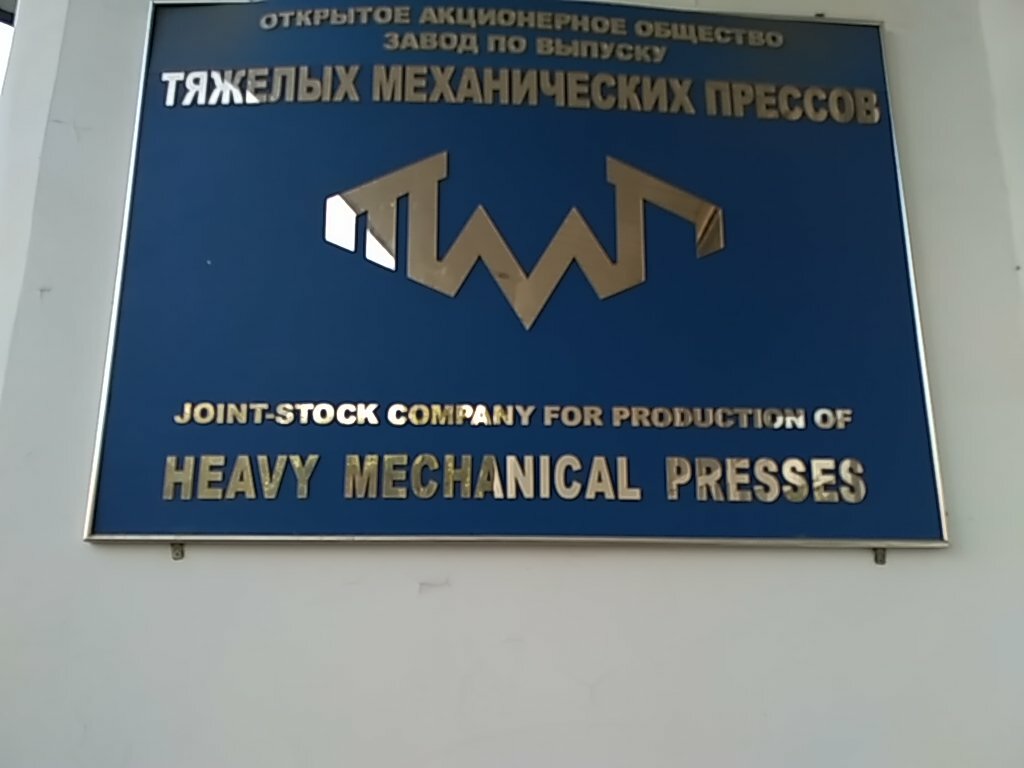 ОТКРЫТОЕ АКЦИОНЕРНОЕ ОБЩЕСТВО
ЗАВОД ПО ВЫПУСКУ
ТЯЖЕЛЫХ МЕХАНИЧЕСКИХ ПРЕССОВ
JOINT-STOCK COMPANY FOR PRODUCTION OF
HEAVY MECHANICAL PRESSES